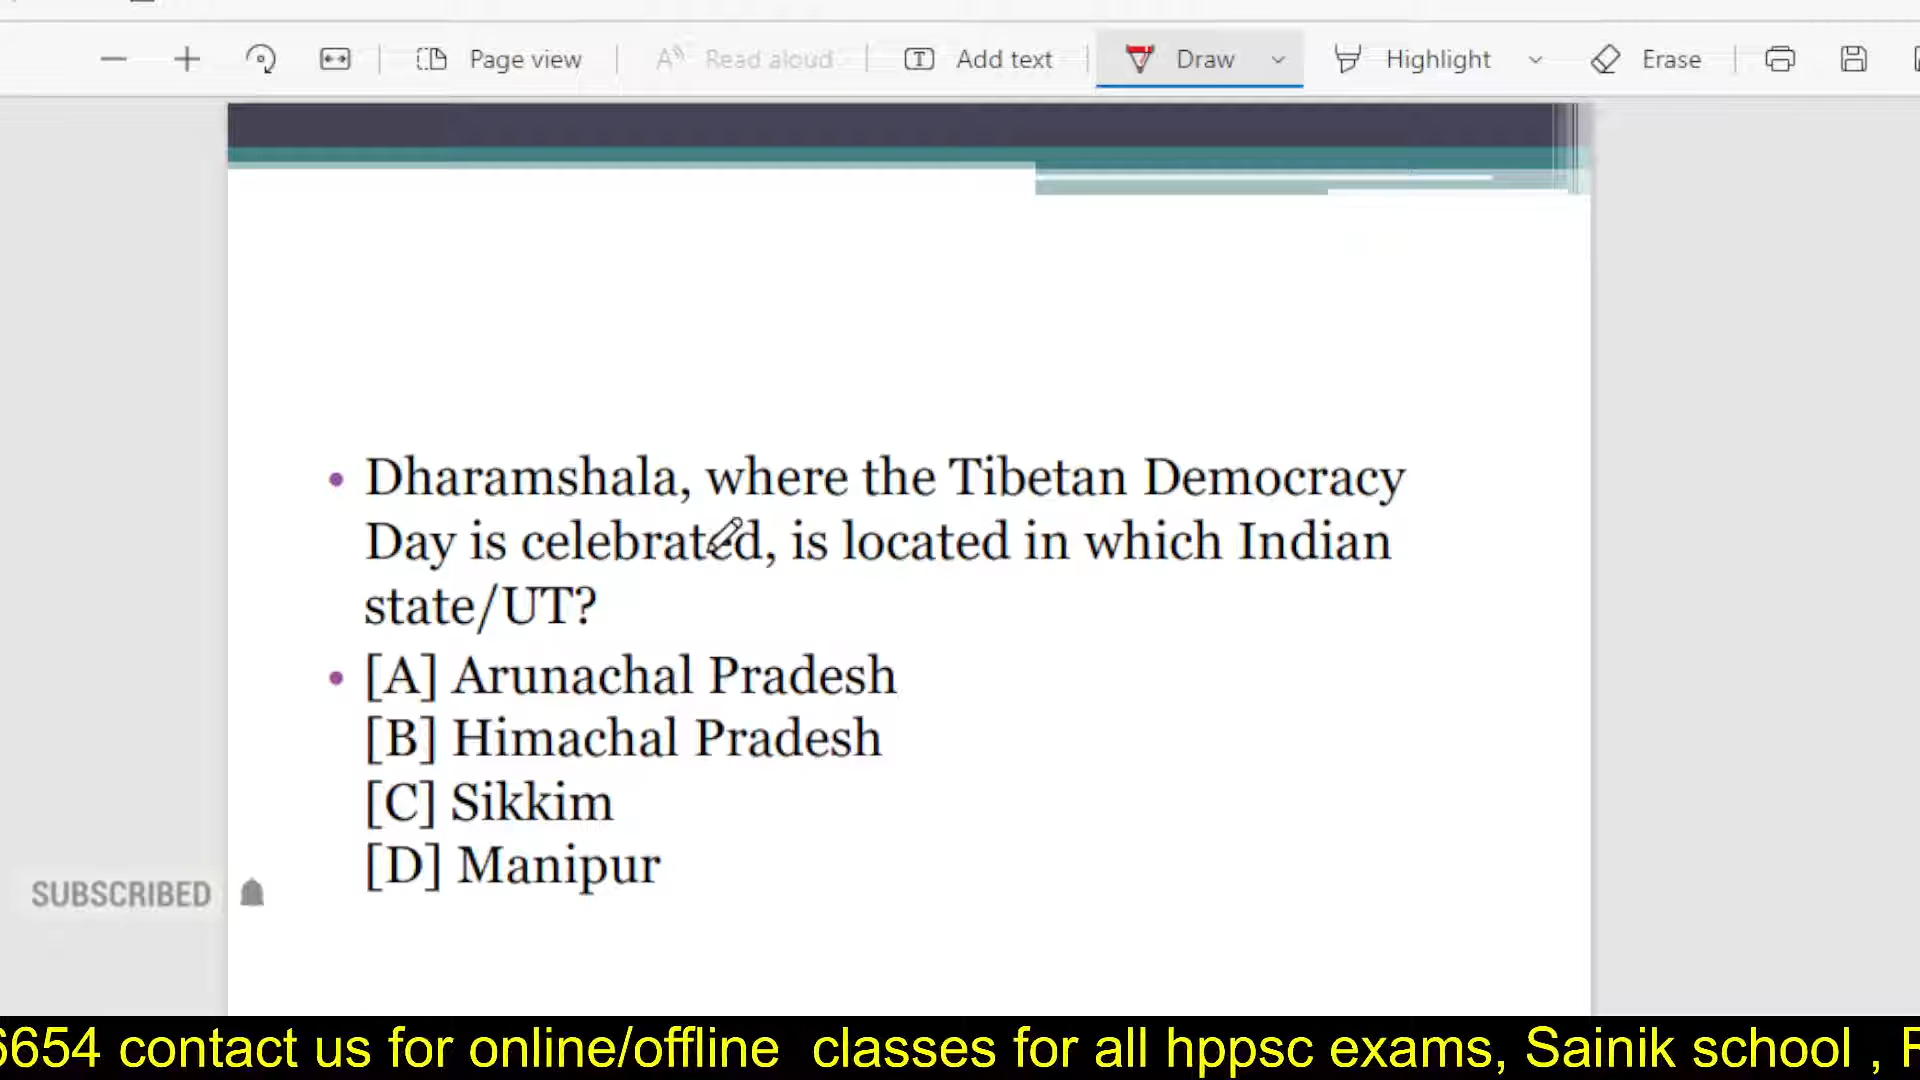 Page view
Read aloud
Add text
Draw
Highlight
Erase
• Dharamshala, where the Tibetan Democracy
Day is celebrated, is located in which Indian
state/UT?
• [A] Arunachal Pradesh
[B] Himachal Pradesh
[C] Sikkim
[D] Manipur
SUBSCRIBED
6654 contact us for online/offline classes for all hppsc exams, Sainik school ,